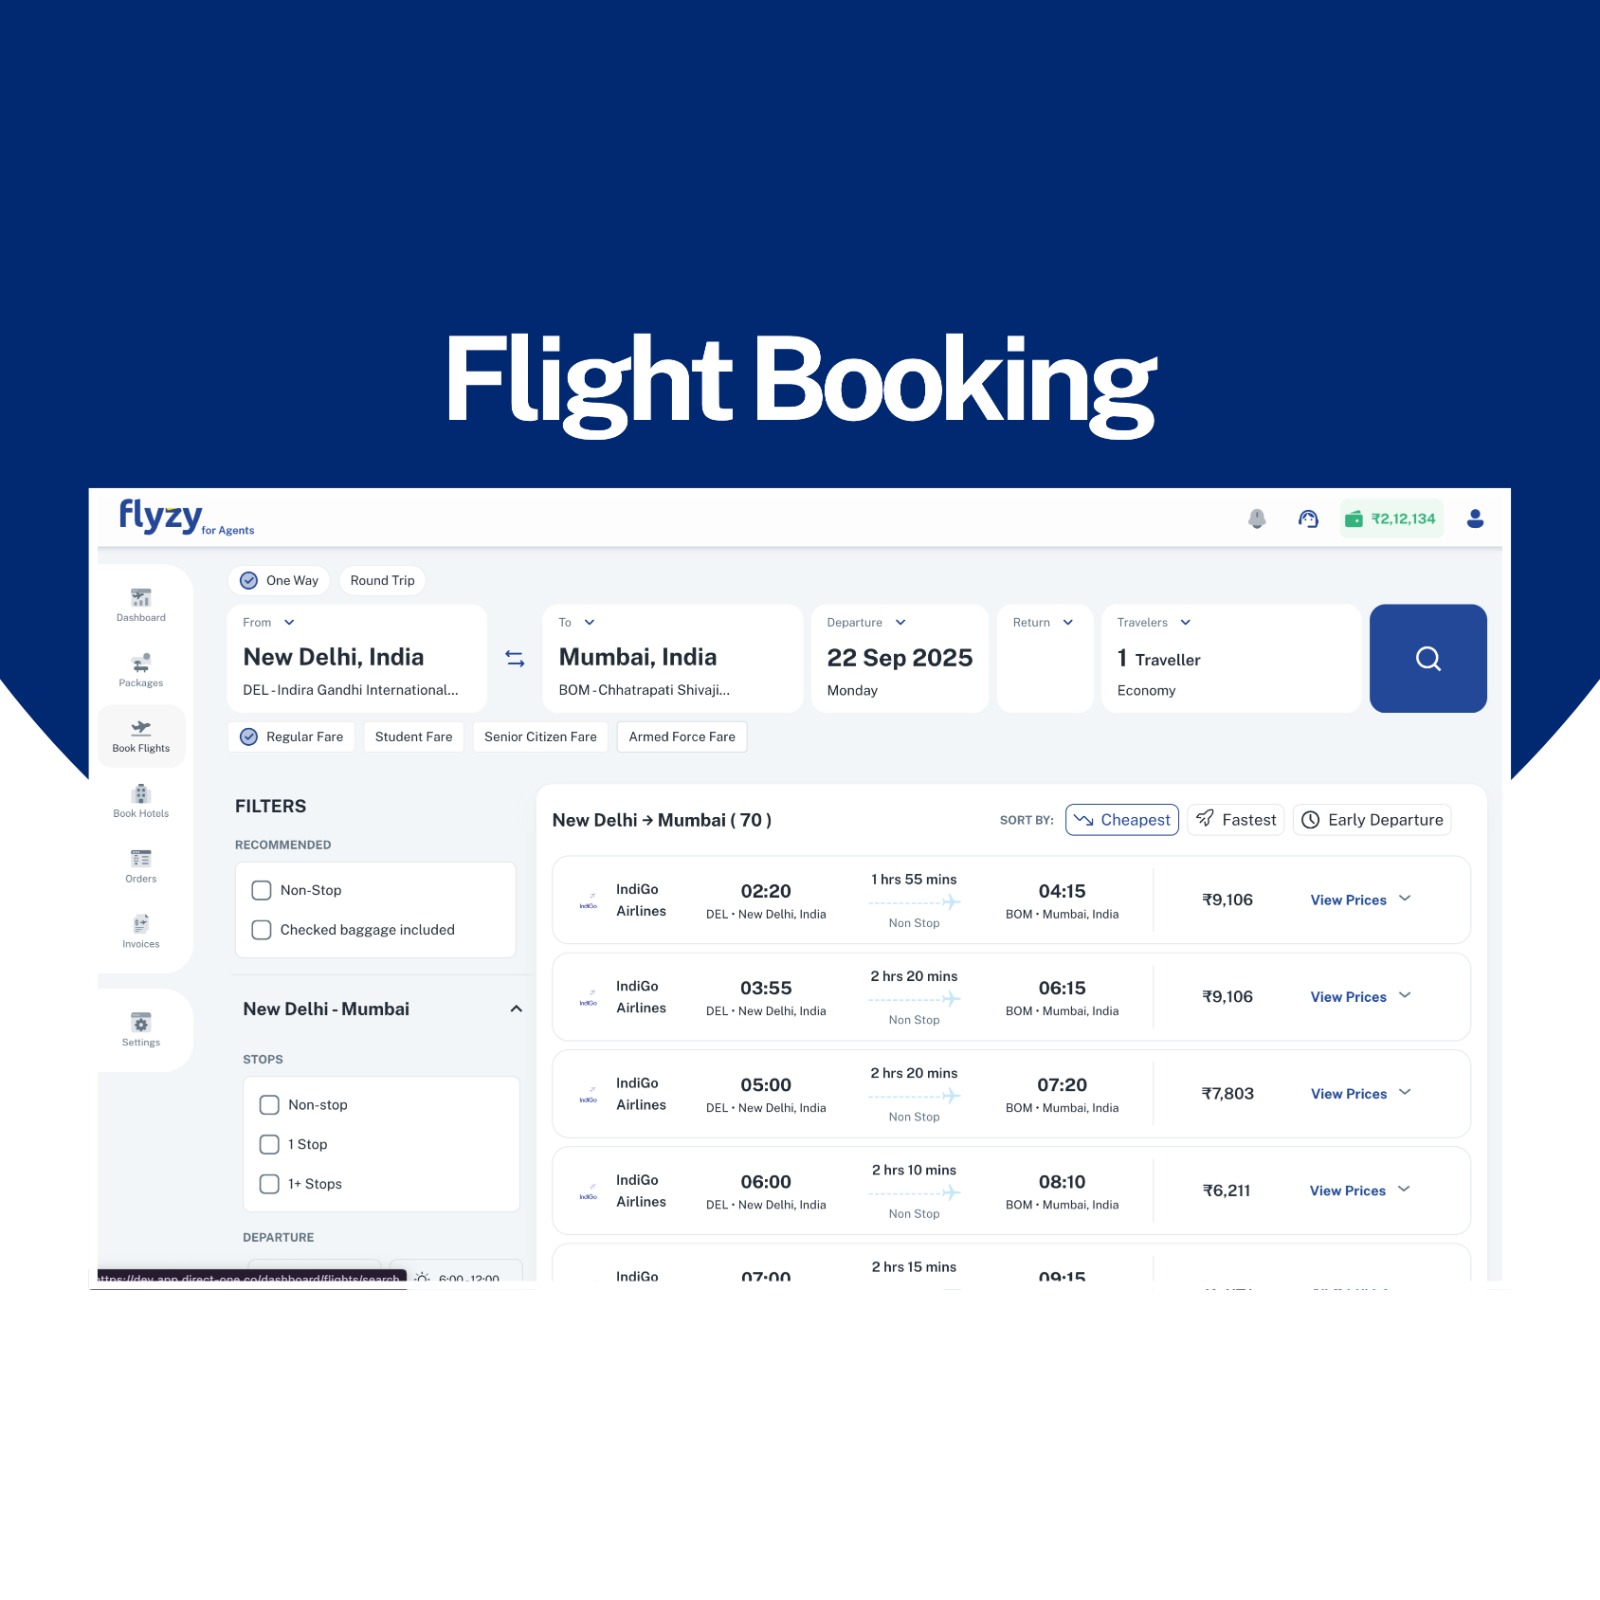 Flight Booking
flyzy for Agents
₹2,12,134
One Way Round Trip
From
New Delhi, India
DEL - Indira Gandhi International...
To
Mumbai, India
BOM - Chhatrapati Shivaji...
Departure
22 Sep 2025
Monday
Return
Travelers
1 Traveller
Economy
Regular Fare Student Fare Senior Citizen Fare Armed Force Fare
Dashboard
Packages
Book Flights
Book Hotels
Orders
Invoices
Settings
FILTERS
RECOMMENDED
Non-Stop
Checked baggage included
New Delhi - Mumbai
STOPS
Non-stop
1 Stop
1+ Stops
DEPARTURE
6:00 - 12:00
https://dev.app.direct-one.co/dashboard/flights/search
New Delhi → Mumbai ( 70 )
SORT BY: Cheapest Fastest Early Departure
IndiGo
IndiGo Airlines
02:20
DEL • New Delhi, India
1 hrs 55 mins
Non Stop
04:15
BOM • Mumbai, India
₹9,106
View Prices
IndiGo
IndiGo Airlines
03:55
DEL • New Delhi, India
2 hrs 20 mins
Non Stop
06:15
BOM • Mumbai, India
₹9,106
View Prices
IndiGo
IndiGo Airlines
05:00
DEL • New Delhi, India
2 hrs 20 mins
Non Stop
07:20
BOM • Mumbai, India
₹7,803
View Prices
IndiGo
IndiGo Airlines
06:00
DEL • New Delhi, India
2 hrs 10 mins
Non Stop
08:10
BOM • Mumbai, India
₹6,211
View Prices
IndiGo
07:00
2 hrs 15 mins
09:15